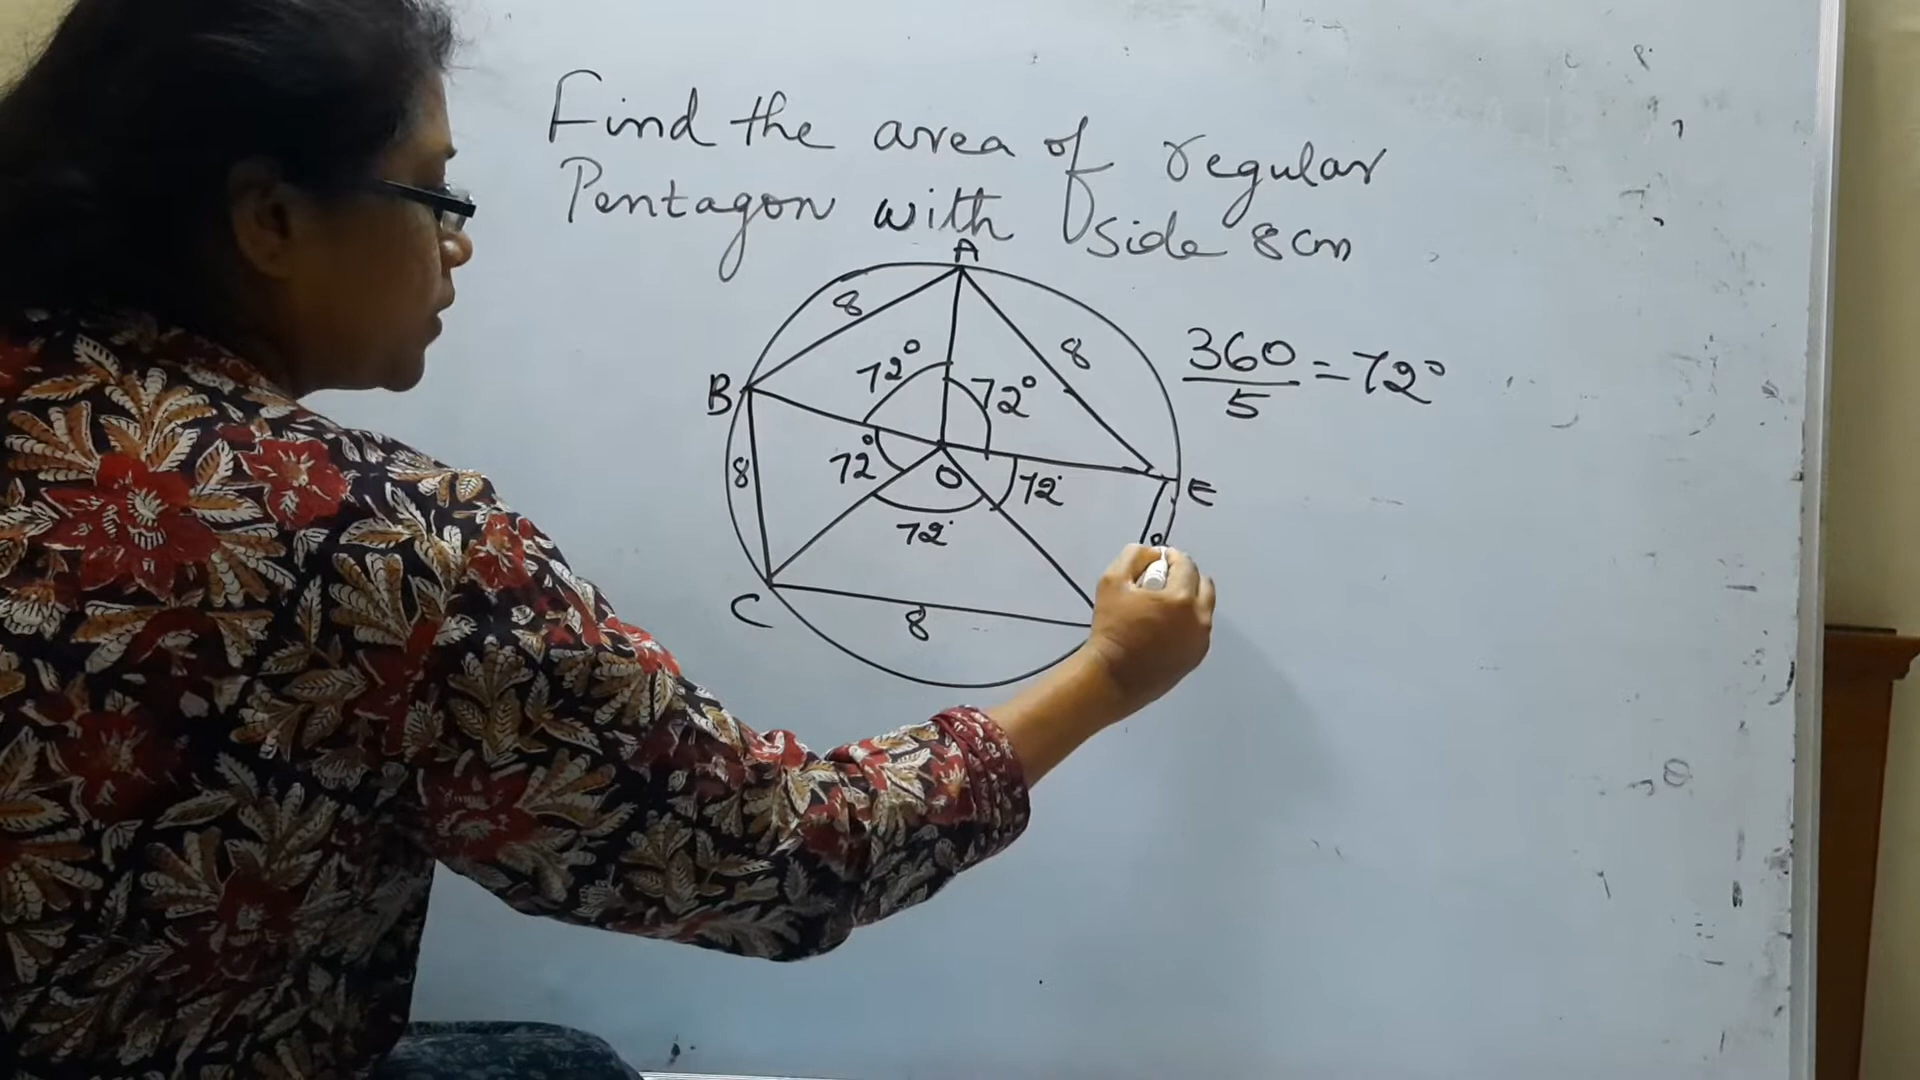 Find the area of regular
Pentagon with side 8cm
A
8
8
360
5
= 72°
72°
72°
B
72°
O
8
72°
E
72°
C
8